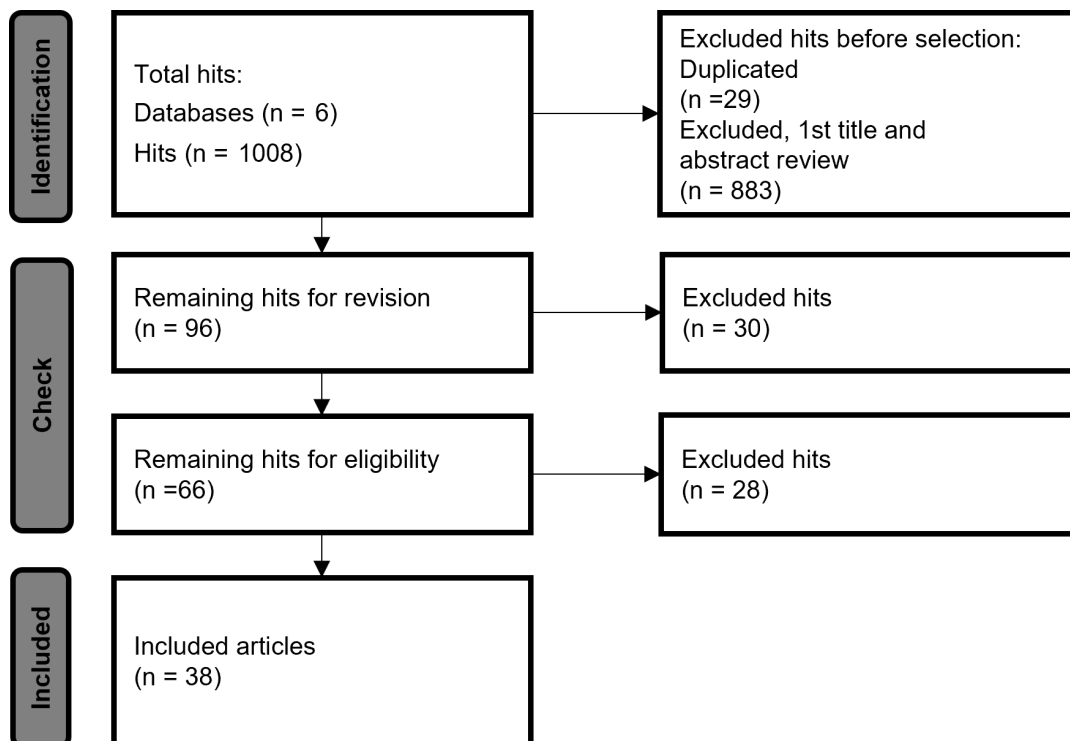 Identification
Total hits:
Databases (n = 6)
Hits (n = 1008)
Excluded hits before selection:
Duplicated
(n =29)
Excluded, 1st title and
abstract review
(n = 883)
Check
Remaining hits for revision
(n = 96)
Excluded hits
(n = 30)
Remaining hits for eligibility
(n =66)
Excluded hits
(n = 28)
Included
Included articles
(n = 38)